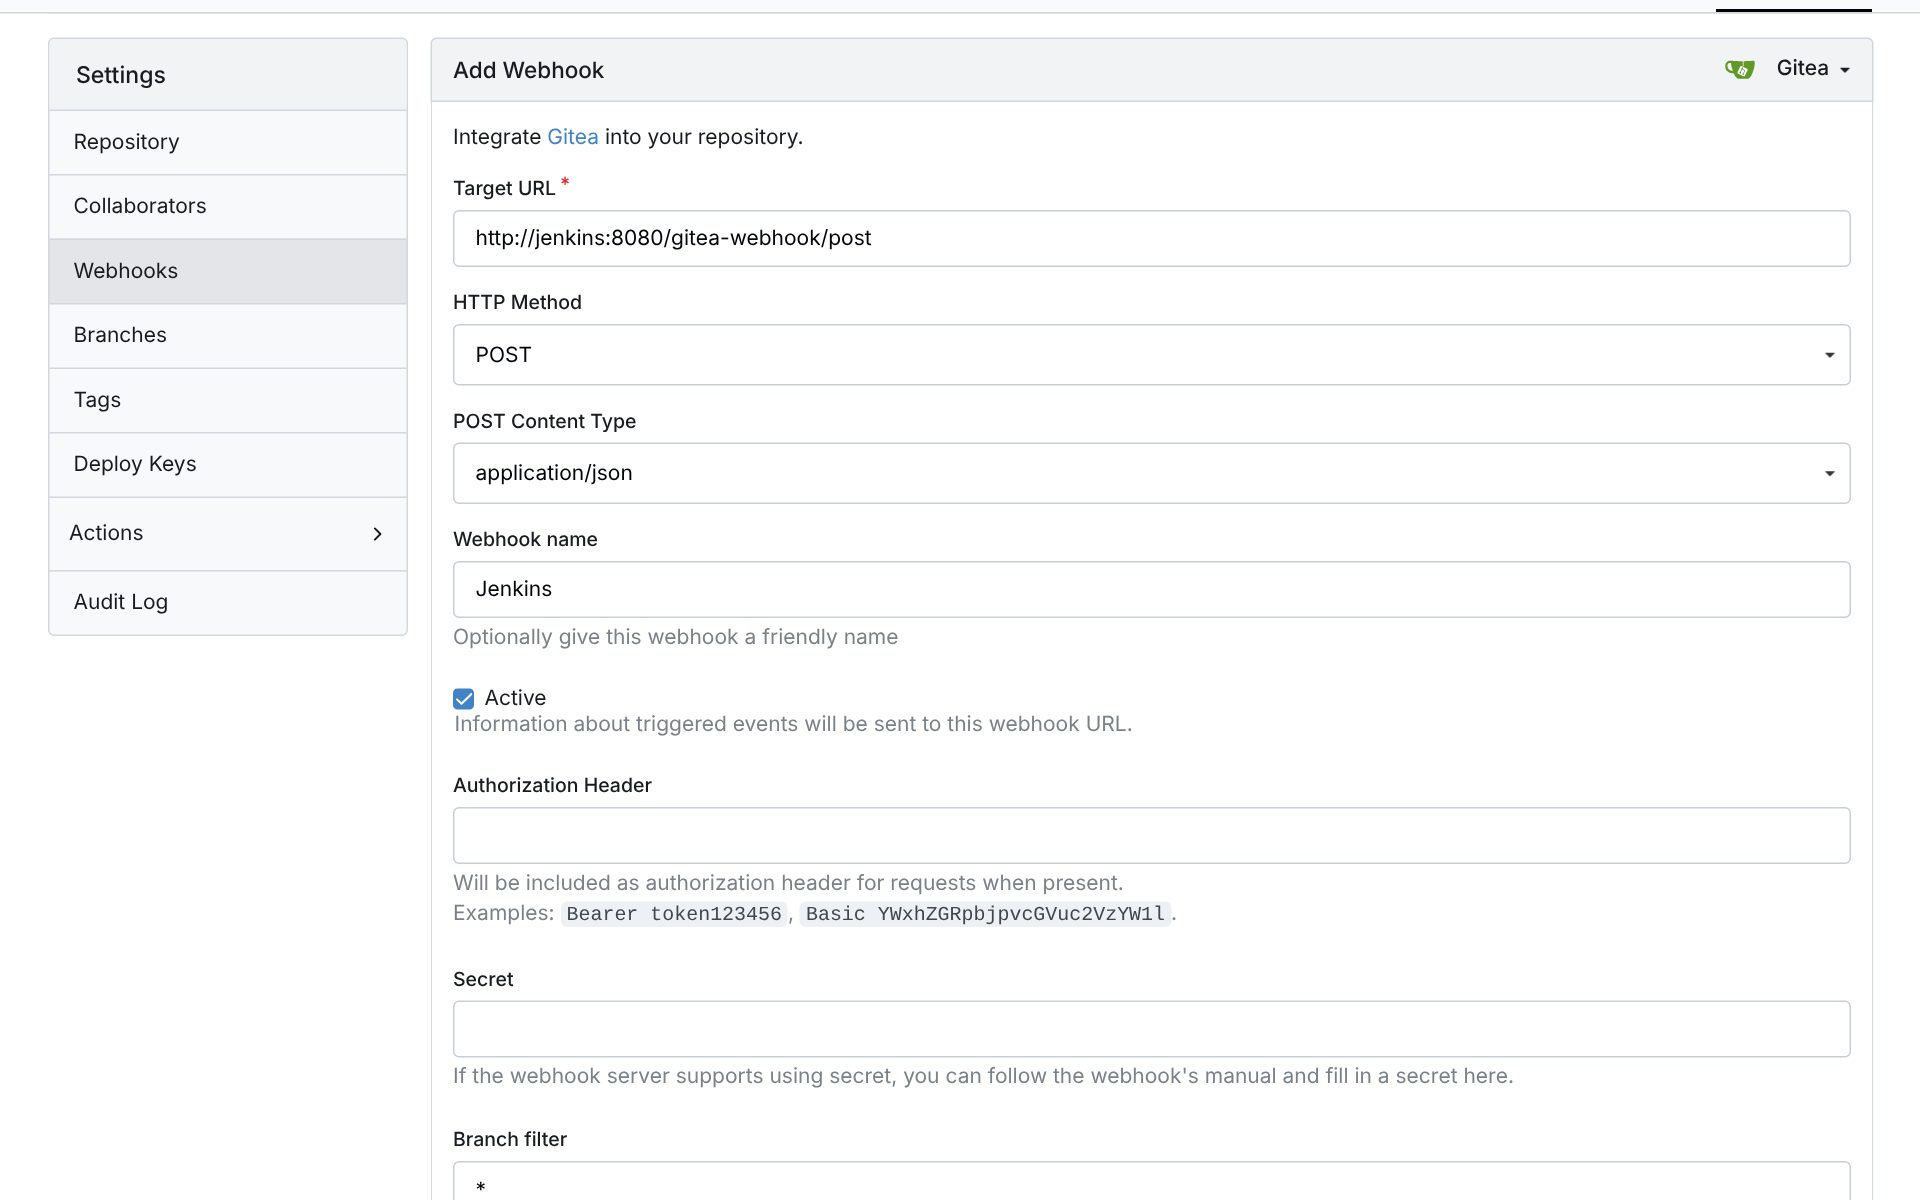 Settings
Repository
Collaborators
Webhooks
Branches
Tags
Deploy Keys
Actions
Audit Log
Add Webhook
Gitea
Integrate Gitea into your repository.
Target URL *
http://jenkins:8080/gitea-webhook/post
HTTP Method
POST
POST Content Type
application/json
Webhook name
Jenkins
Optionally give this webhook a friendly name
Active
Information about triggered events will be sent to this webhook URL.
Authorization Header
Will be included as authorization header for requests when present.
Examples: Bearer token123456, Basic YWxhZGRpbjpvcGVuc2VzYW1l.
Secret
If the webhook server supports using secret, you can follow the webhook's manual and fill in a secret here.
Branch filter
*